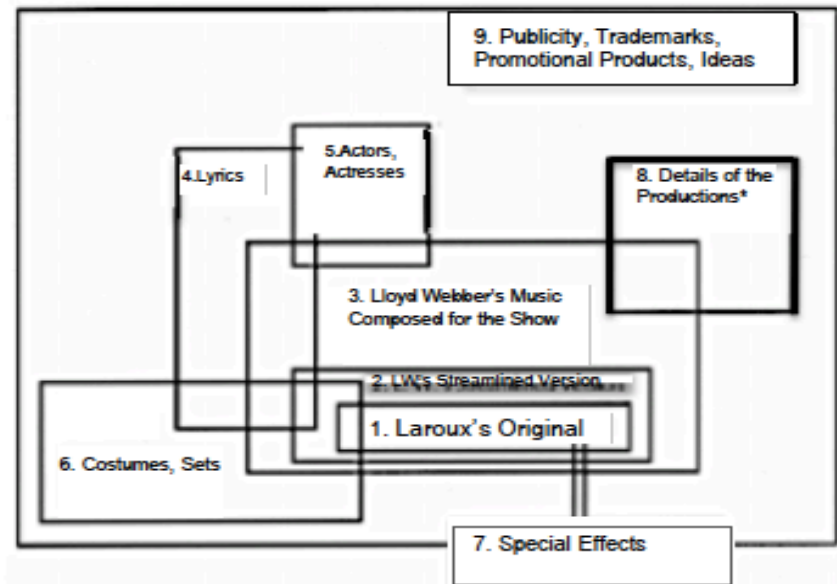 9. Publicity, Trademarks,
Promotional Products, Ideas
5.Actors,
Actresses
4.Lyrics
8. Details of the
Productions*
3. Lloyd Webber's Music
Composed for the Show
2. LW's Streamlined Version
1. Laroux's Original
6. Costumes, Sets
7. Special Effects